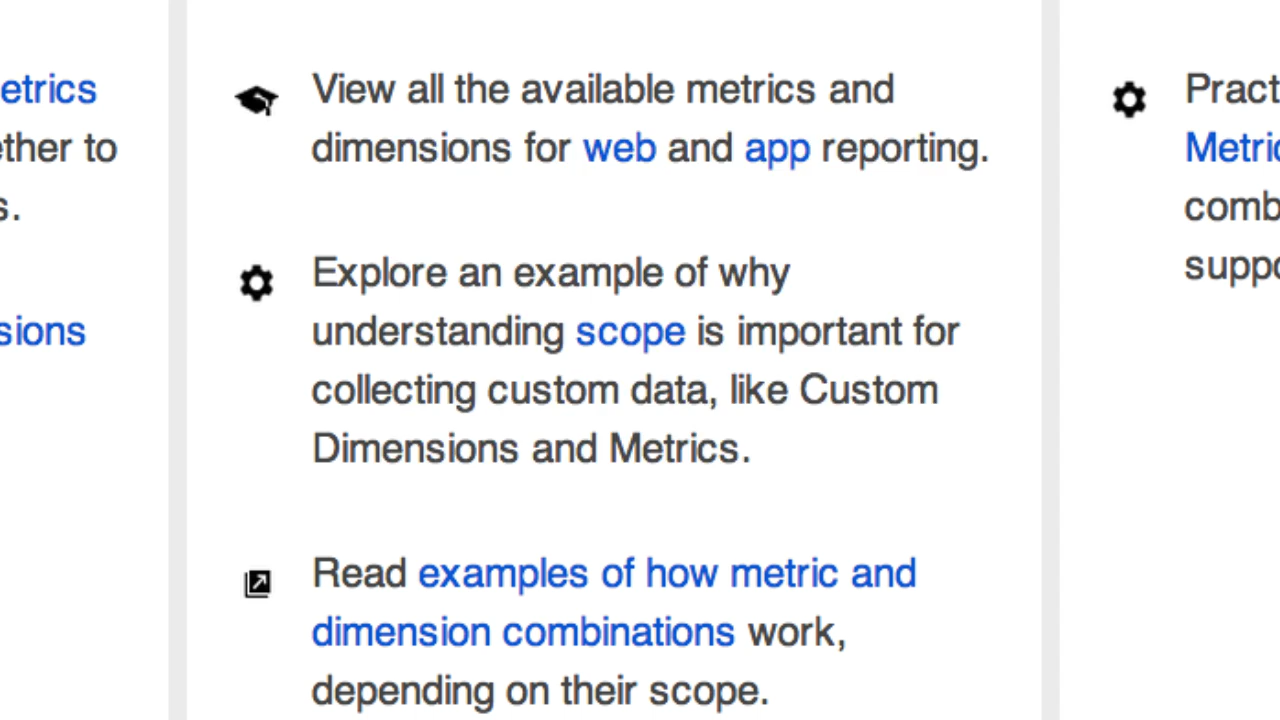 etrics
ether to
s.
sions
View all the available metrics and
dimensions for web and app reporting.
Explore an example of why
understanding scope is important for
collecting custom data, like Custom
Dimensions and Metrics.
Read examples of how metric and
dimension combinations work,
depending on their scope.
Pract
Metric
comb
suppo